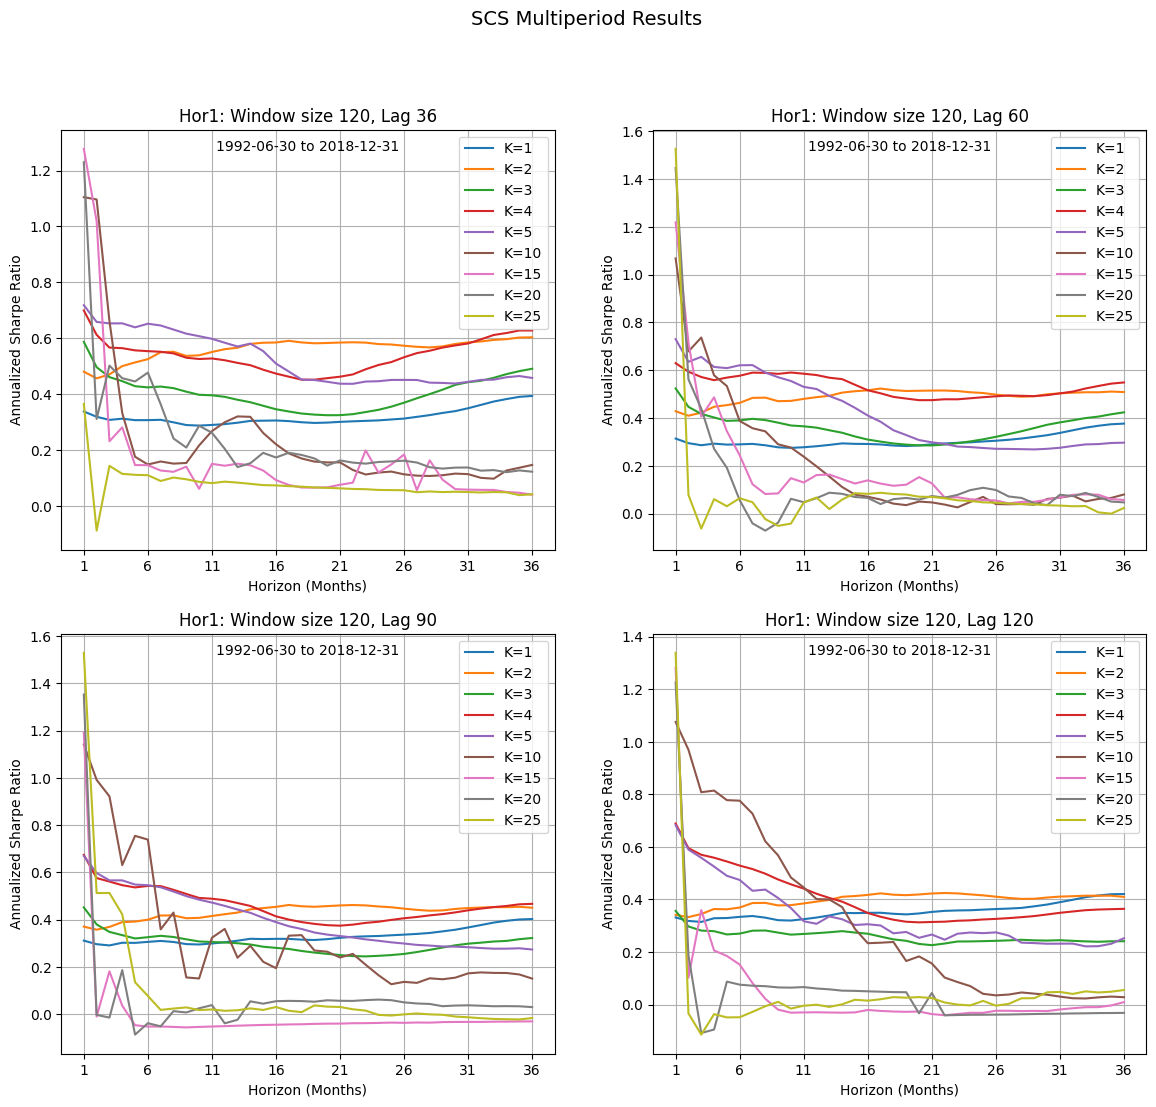 SCS Multiperiod Results
Hor1: Window size 120, Lag 36
1992-06-30 to 2018-12-31
K=1
K=2
K=3
K=4
K=5
K=10
K=15
K=20
K=25
Annualized Sharpe Ratio
1.2
1.0
0.8
0.6
0.4
0.2
0.0
1 6 11 16 21 26 31 36
Horizon (Months)
Hor1: Window size 120, Lag 60
1992-06-30 to 2018-12-31
K=1
K=2
K=3
K=4
K=5
K=10
K=15
K=20
K=25
Annualized Sharpe Ratio
1.6
1.4
1.2
1.0
0.8
0.6
0.4
0.2
0.0
1 6 11 16 21 26 31 36
Horizon (Months)
Hor1: Window size 120, Lag 90
1992-06-30 to 2018-12-31
K=1
K=2
K=3
K=4
K=5
K=10
K=15
K=20
K=25
Annualized Sharpe Ratio
1.6
1.4
1.2
1.0
0.8
0.6
0.4
0.2
0.0
1 6 11 16 21 26 31 36
Horizon (Months)
Hor1: Window size 120, Lag 120
1992-06-30 to 2018-12-31
K=1
K=2
K=3
K=4
K=5
K=10
K=15
K=20
K=25
Annualized Sharpe Ratio
1.4
1.2
1.0
0.8
0.6
0.4
0.2
0.0
1 6 11 16 21 26 31 36
Horizon (Months)